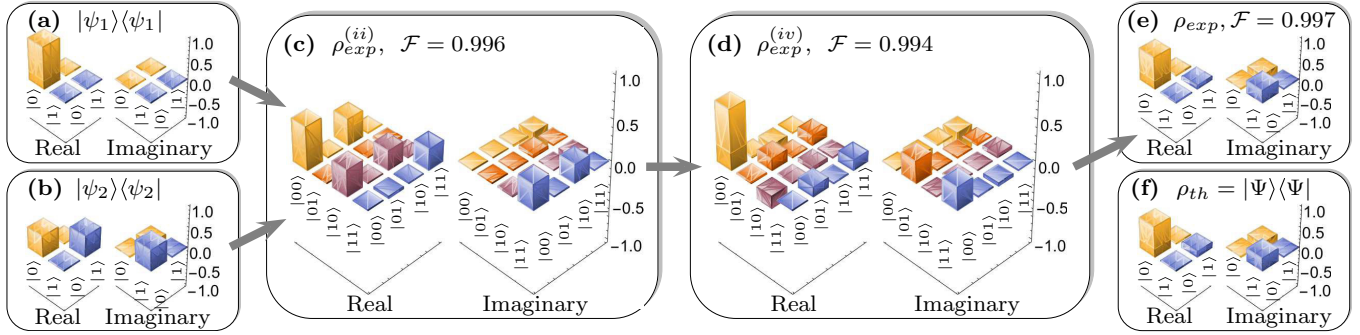 (a) |ψ₁⟩⟨ψ₁|
1.0
0.5
0.0
−0.5
−1.0
|0⟩ |1⟩ |0⟩ |1⟩ |0⟩ |1⟩ |0⟩ |1⟩
Real Imaginary
(b) |ψ₂⟩⟨ψ₂|
1.0
0.5
0.0
−0.5
−1.0
|0⟩ |1⟩ |0⟩ |1⟩ |0⟩ |1⟩ |0⟩ |1⟩
Real Imaginary
(c) ρ_{exp}^{(ii)}, ℱ = 0.996
1.0
0.5
0.0
−0.5
−1.0
|00⟩ |01⟩ |10⟩ |11⟩ |00⟩ |01⟩ |10⟩ |11⟩ |00⟩ |01⟩ |10⟩ |11⟩ |00⟩ |01⟩ |10⟩ |11⟩
Real Imaginary
(d) ρ_{exp}^{(iv)}, ℱ = 0.994
1.0
0.5
0.0
−0.5
−1.0
|00⟩ |01⟩ |10⟩ |11⟩ |00⟩ |01⟩ |10⟩ |11⟩ |00⟩ |01⟩ |10⟩ |11⟩ |00⟩ |01⟩ |10⟩ |11⟩
Real Imaginary
(e) ρ_{exp}, ℱ = 0.997
1.0
0.5
0.0
−0.5
−1.0
|0⟩ |1⟩ |0⟩ |1⟩ |0⟩ |1⟩ |0⟩ |1⟩
Real Imaginary
(f) ρ_{th} = |Ψ⟩⟨Ψ|
1.0
0.5
0.0
−0.5
−1.0
|0⟩ |1⟩ |0⟩ |1⟩ |0⟩ |1⟩ |0⟩ |1⟩
Real Imaginary